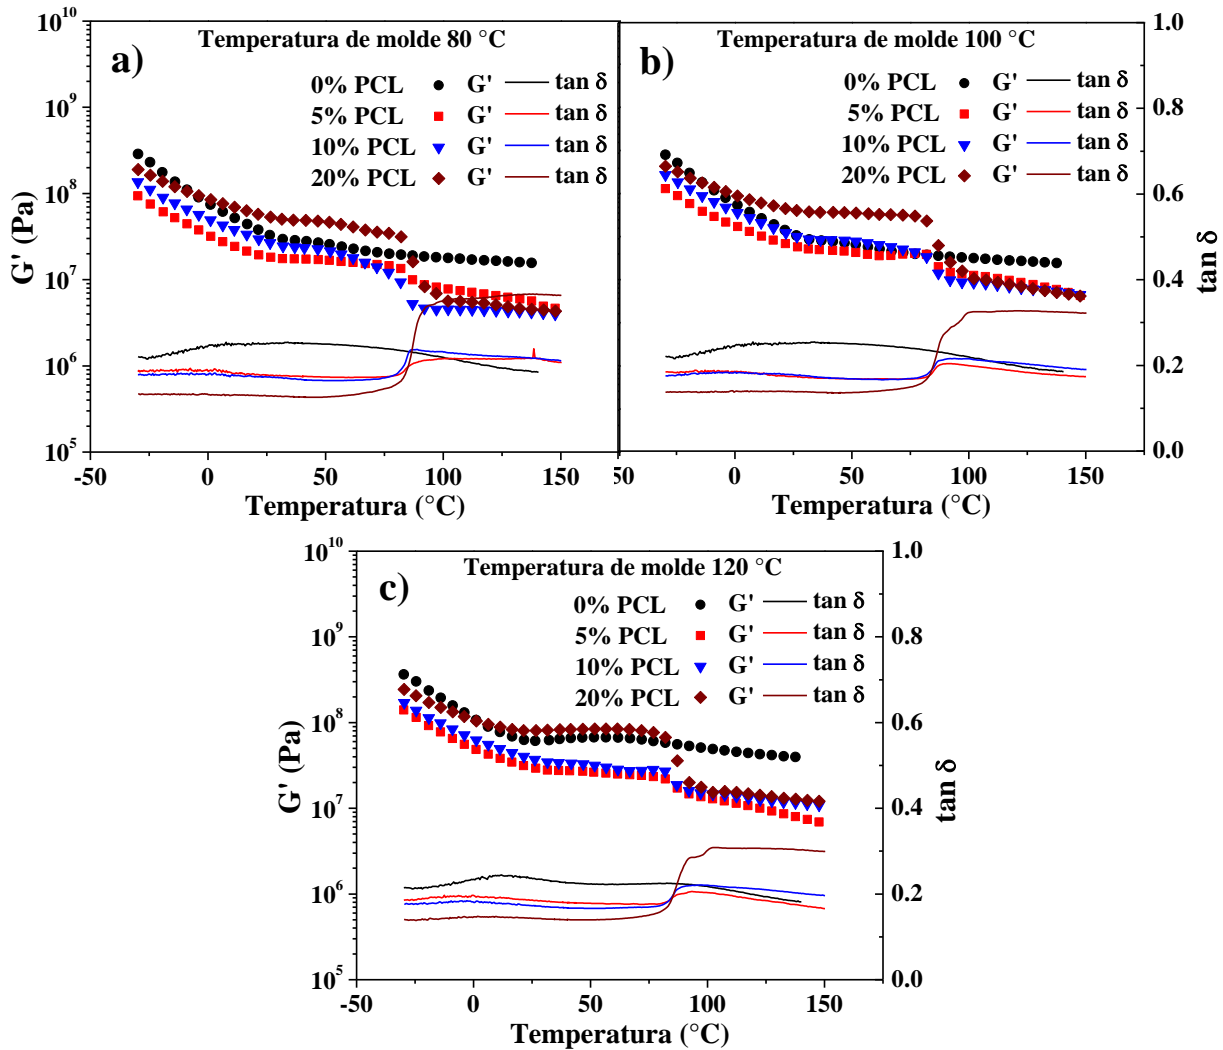 Temperatura de molde 80 °C
a)
0% PCL G' tan δ
5% PCL G' tan δ
10% PCL G' tan δ
20% PCL G' tan δ
10^10
10^9
10^8
10^7
10^6
10^5
G' (Pa)
-50 0 50 100 150
Temperatura (°C)
Temperatura de molde 100 °C
b)
0% PCL G' tan δ
5% PCL G' tan δ
10% PCL G' tan δ
20% PCL G' tan δ
1.0
0.8
0.6
0.4
0.2
0.0
tan δ
0 50 100 150
Temperatura (°C)
Temperatura de molde 120 °C
c)
0% PCL G' tan δ
5% PCL G' tan δ
10% PCL G' tan δ
20% PCL G' tan δ
10^10
10^9
10^8
10^7
10^6
10^5
G' (Pa)
1.0
0.8
0.6
0.4
0.2
0.0
tan δ
-50 0 50 100 150
Temperatura (°C)